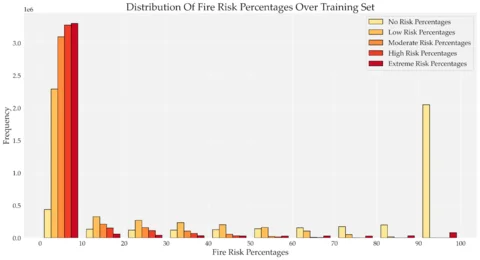 Distribution Of Fire Risk Percentages Over Training Set
1e6
No Risk Percentages
Low Risk Percentages
Moderate Risk Percentages
High Risk Percentages
Extreme Risk Percentages
3.0
2.5
2.0
1.5
1.0
0.5
0.0
Frequency
0 10 20 30 40 50 60 70 80 90 100
Fire Risk Percentages